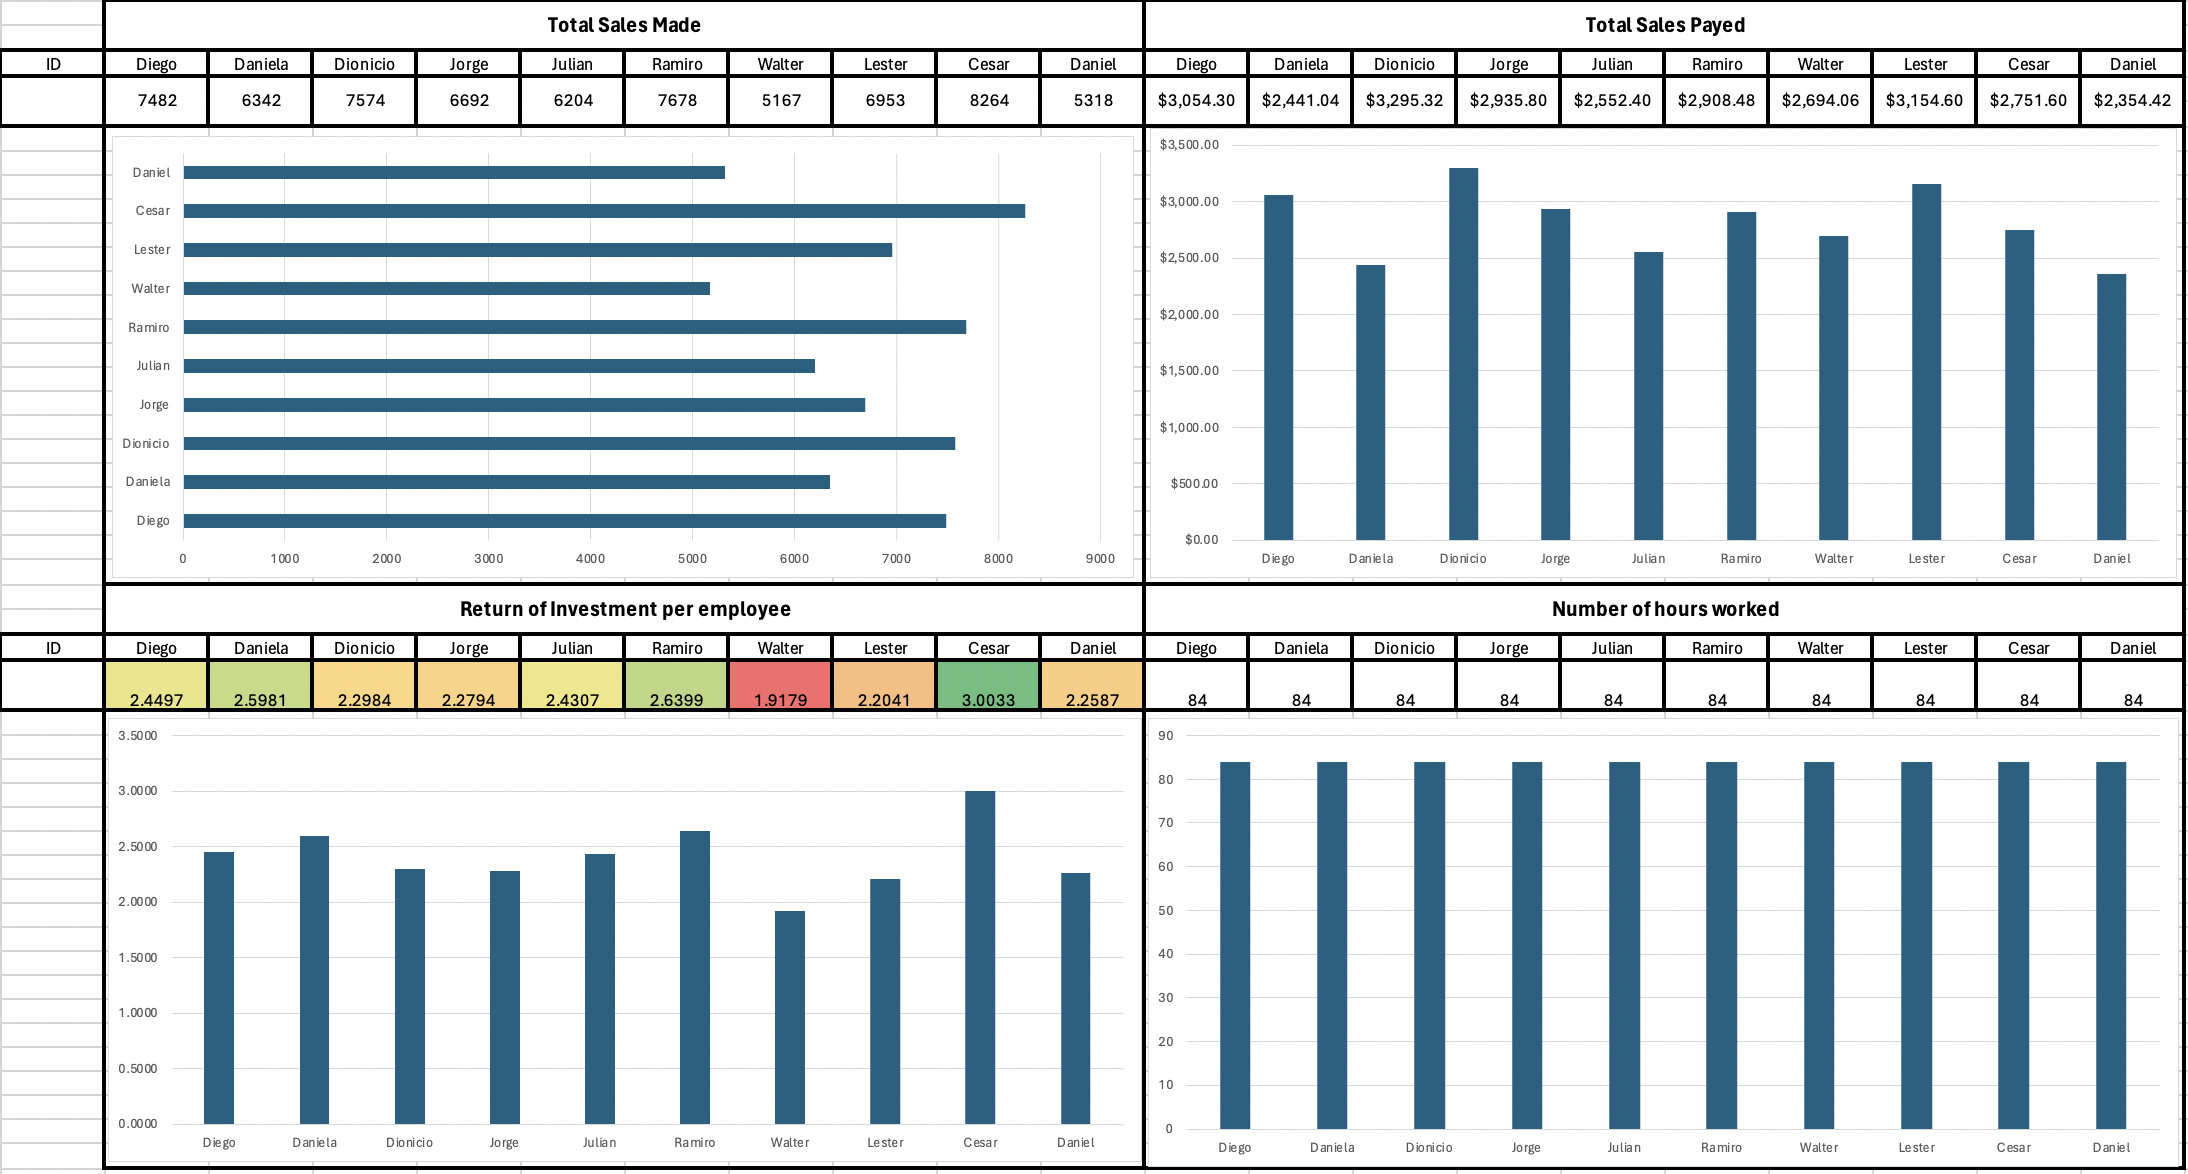 Total Sales Made
Total Sales Payed
ID Diego Daniela Dionicio Jorge Julian Ramiro Walter Lester Cesar Daniel Diego Daniela Dionicio Jorge Julian Ramiro Walter Lester Cesar Daniel
7482 6342 7574 6692 6204 7678 5167 6953 8264 5318 $3,054.30 $2,441.04 $3,295.32 $2,935.80 $2,552.40 $2,908.48 $2,694.06 $3,154.60 $2,751.60 $2,354.42
Daniel
Cesar
Lester
Walter
Ramiro
Julian
Jorge
Dionicio
Daniela
Diego
0 1000 2000 3000 4000 5000 6000 7000 8000 9000
$3,500.00
$3,000.00
$2,500.00
$2,000.00
$1,500.00
$1,000.00
$500.00
$0.00
Diego Daniela Dionicio Jorge Julian Ramiro Walter Lester Cesar Daniel
Return of Investment per employee
Number of hours worked
ID Diego Daniela Dionicio Jorge Julian Ramiro Walter Lester Cesar Daniel Diego Daniela Dionicio Jorge Julian Ramiro Walter Lester Cesar Daniel
2.4497 2.5981 2.2984 2.2794 2.4307 2.6399 1.9179 2.2041 3.0033 2.2587 84 84 84 84 84 84 84 84 84 84
3.5000
3.0000
2.5000
2.0000
1.5000
1.0000
0.5000
0.0000
Diego Daniela Dionicio Jorge Julian Ramiro Walter Lester Cesar Daniel
90
80
70
60
50
40
30
20
10
0
Diego Daniela Dionicio Jorge Julian Ramiro Walter Lester Cesar Daniel